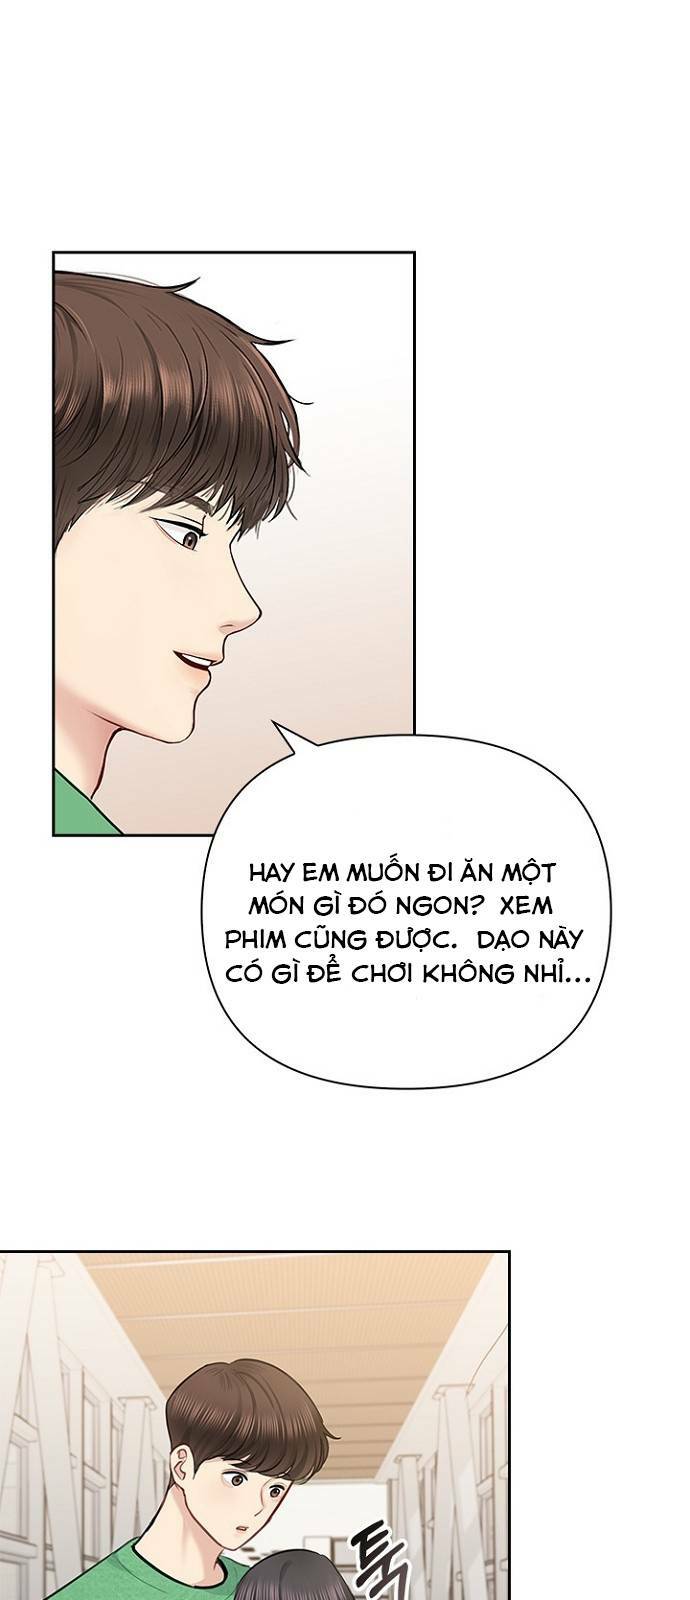 HAY EM MUỐN ĐI ĂN MỘT
MÓN GÌ ĐÓ NGON? XEM
PHIM CŨNG ĐƯỢC. DẠO NÀY
CÓ GÌ ĐỂ CHƠI KHÔNG NHỈ...
툭